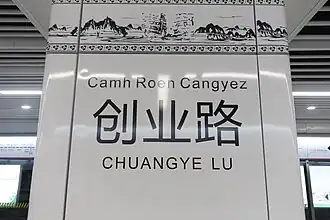 Camh Roen Cangyez
创业路
CHUANGYE LU